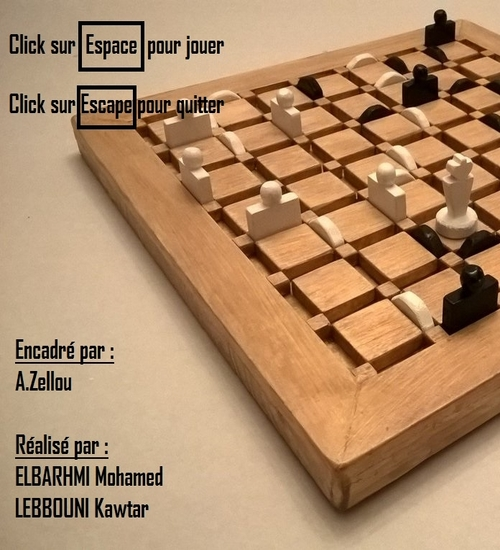 Click sur Espace pour jouer
Click sur Escape pour quitter
Encadré par :
A.Zellou
Réalisé par :
ELBARHMI Mohamed
LEBBOUNI Kawtar